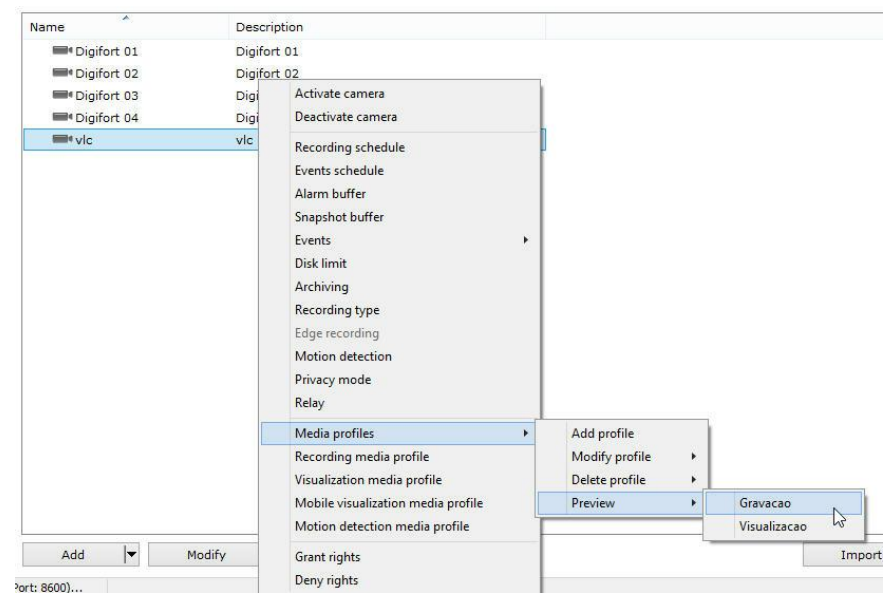 Name Description
Digifort 01 Digifort 01
Digifort 02 Digifort 02
Digifort 03 Digi
Digifort 04 Digi
vlc vlc
Activate camera
Deactivate camera
Recording schedule
Events schedule
Alarm buffer
Snapshot buffer
Events
Disk limit
Archiving
Recording type
Edge recording
Motion detection
Privacy mode
Relay
Media profiles
Recording media profile
Visualization media profile
Mobile visualization media profile
Motion detection media profile
Grant rights
Deny rights
Add profile
Modify profile
Delete profile
Preview
Gravacao
Visualizacao
Add Modify Import
Port: 8600)...